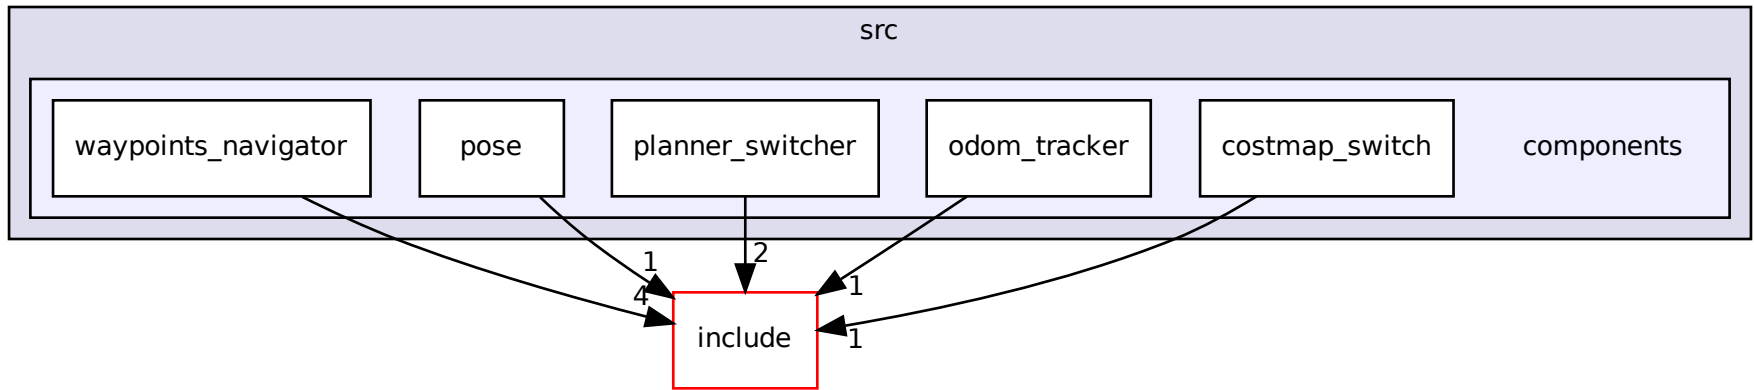 src
waypoints_navigator
pose
planner_switcher
odom_tracker
costmap_switch
components
1
2
4
1
1
include